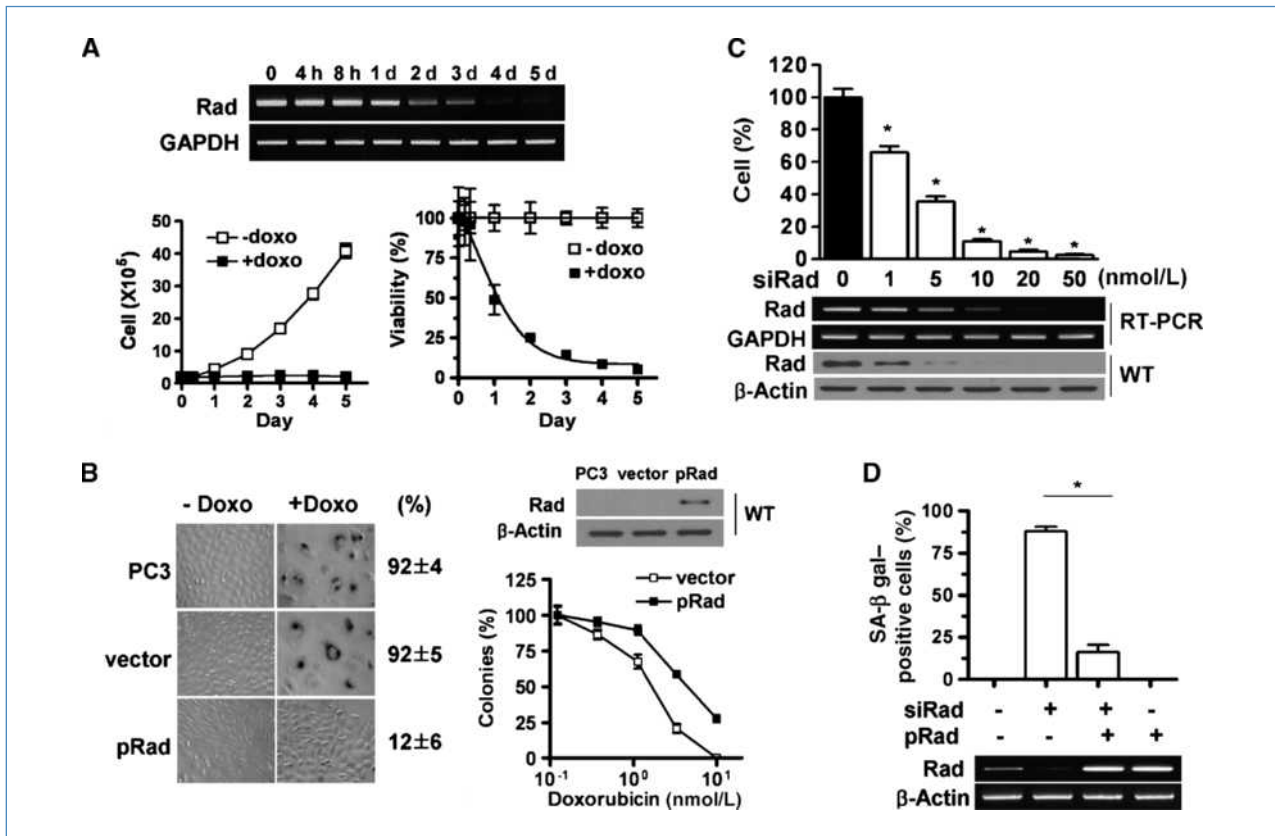 A
0 4 h 8 h 1 d 2 d 3 d 4 d 5 d
Rad
GAPDH
Cell (X10⁵)
50
40
30
20
10
0
-doxo
+doxo
0 1 2 3 4 5
Day
Viability (%)
100
75
50
25
0
- doxo
+doxo
0 1 2 3 4 5
Day
B
- Doxo +Doxo (%)
PC3 92±4
vector 92±5
pRad 12±6
PC3 vector pRad
Rad
β-Actin
WT
Colonies (%)
125
100
75
50
25
0
vector
pRad
10⁻¹ 10⁰ 10¹
Doxorubicin (nmol/L)
C
Cell (%)
120
100
80
60
40
20
0
* * * * *
siRad 0 1 5 10 20 50 (nmol/L)
Rad
GAPDH
RT-PCR
Rad
β-Actin
WT
D
SA-β gal–
positive cells (%)
100
75
50
25
0
*
siRad - + + -
pRad - - + +
Rad
β-Actin